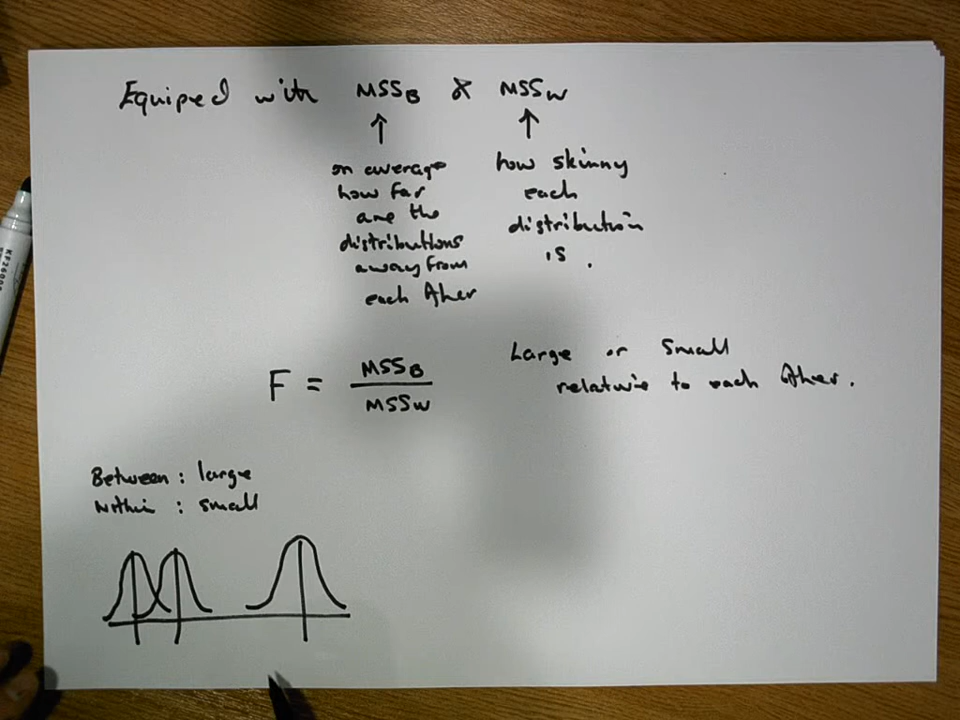 Equiped with MSSB & MSSW
on average
how far
are the
distributions
away from
each other
how skinny
each
distribution
is.
F = MSSB / MSSW
Large or small
relative to each other.
Between : large
Within : small